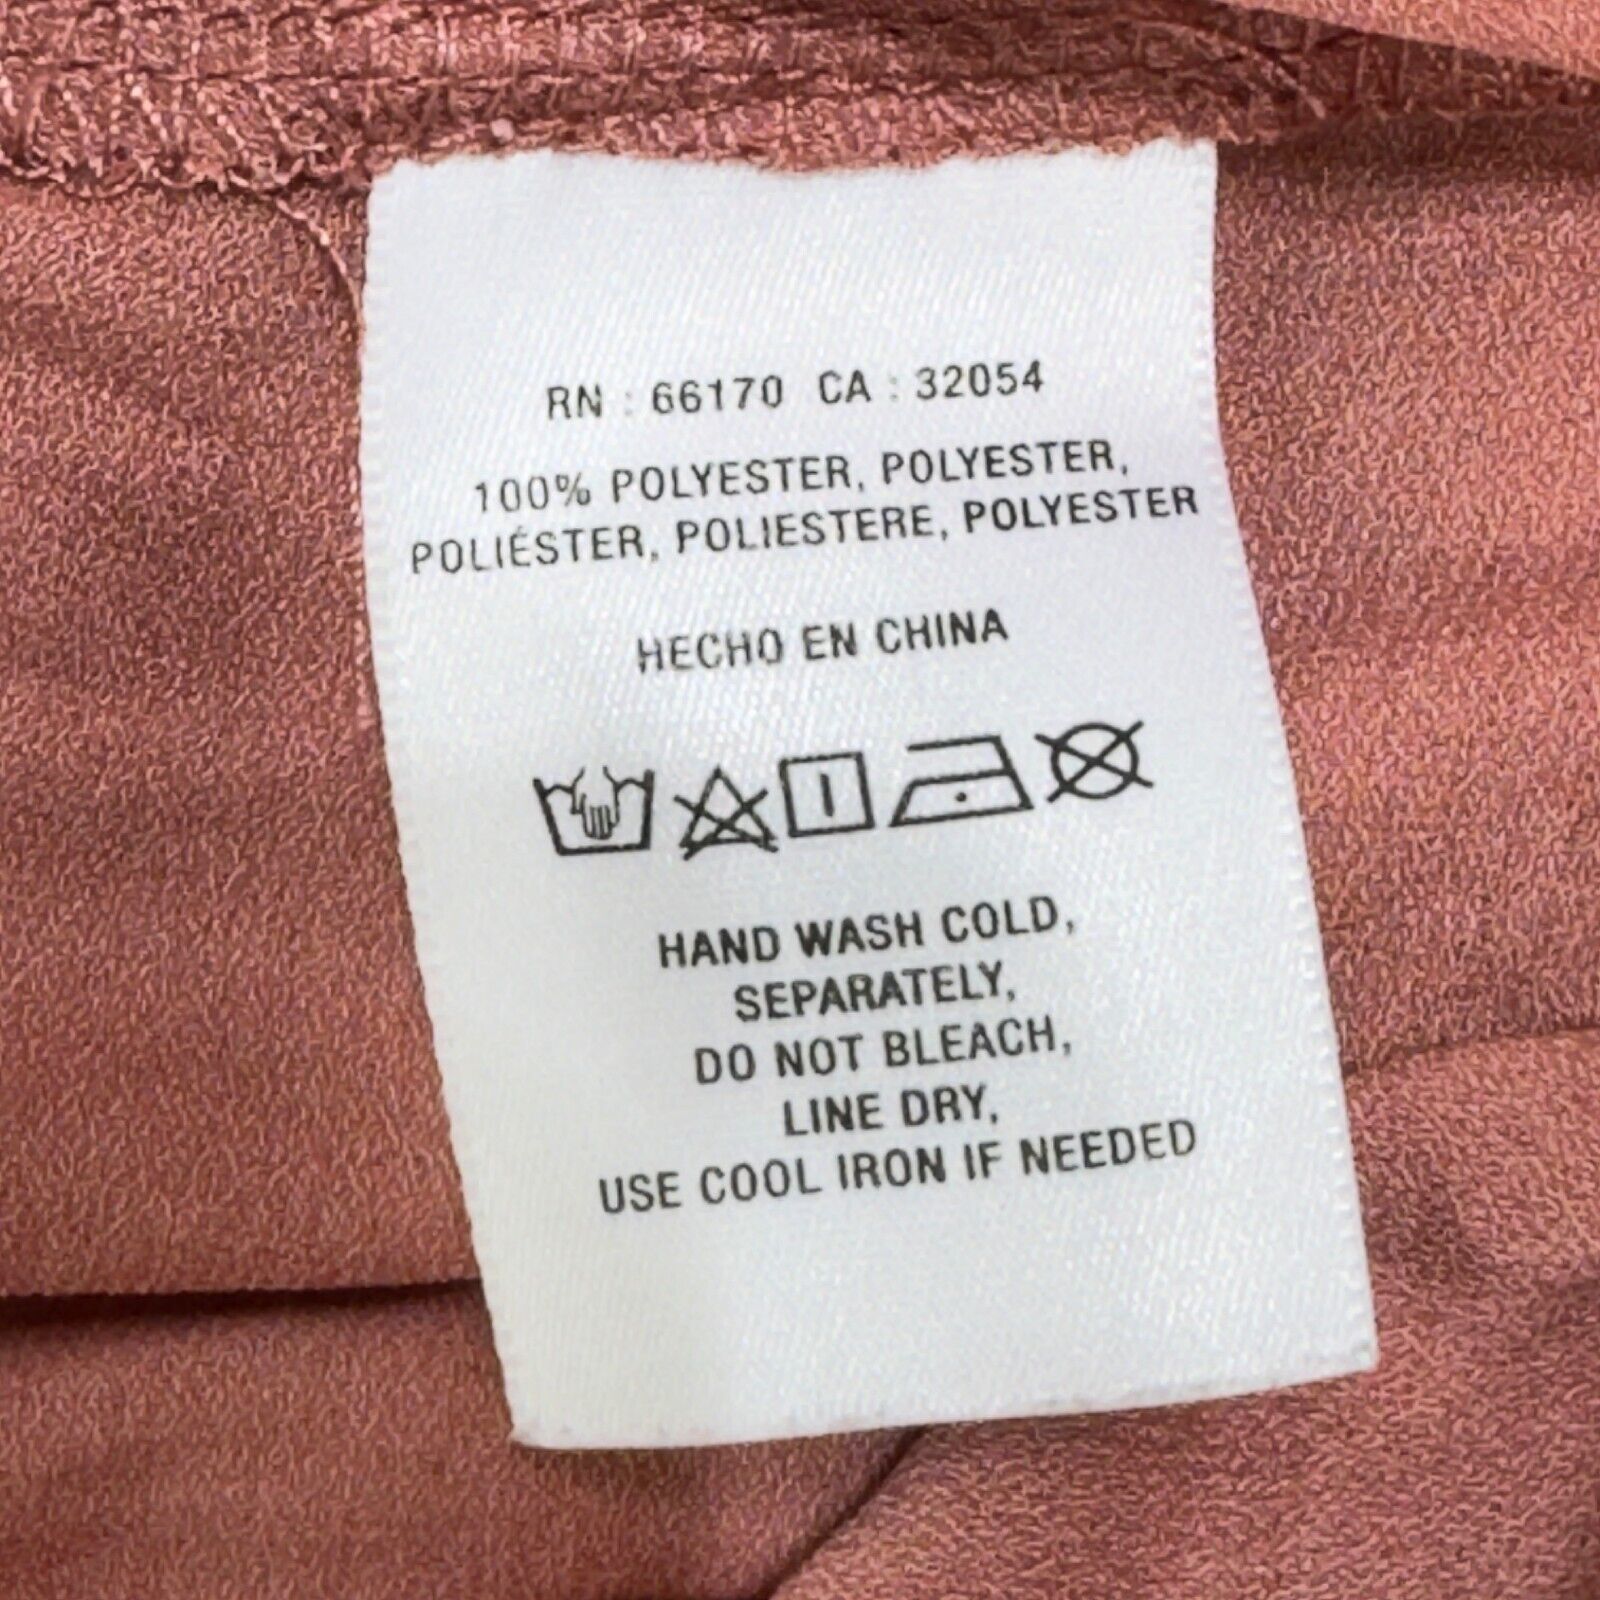 RN : 66170 CA : 32054
100% POLYESTER, POLYESTER,
POLIÉSTER, POLIESTERE, POLYESTER
HECHO EN CHINA
HAND WASH COLD,
SEPARATELY,
DO NOT BLEACH,
LINE DRY,
USE COOL IRON IF NEEDED